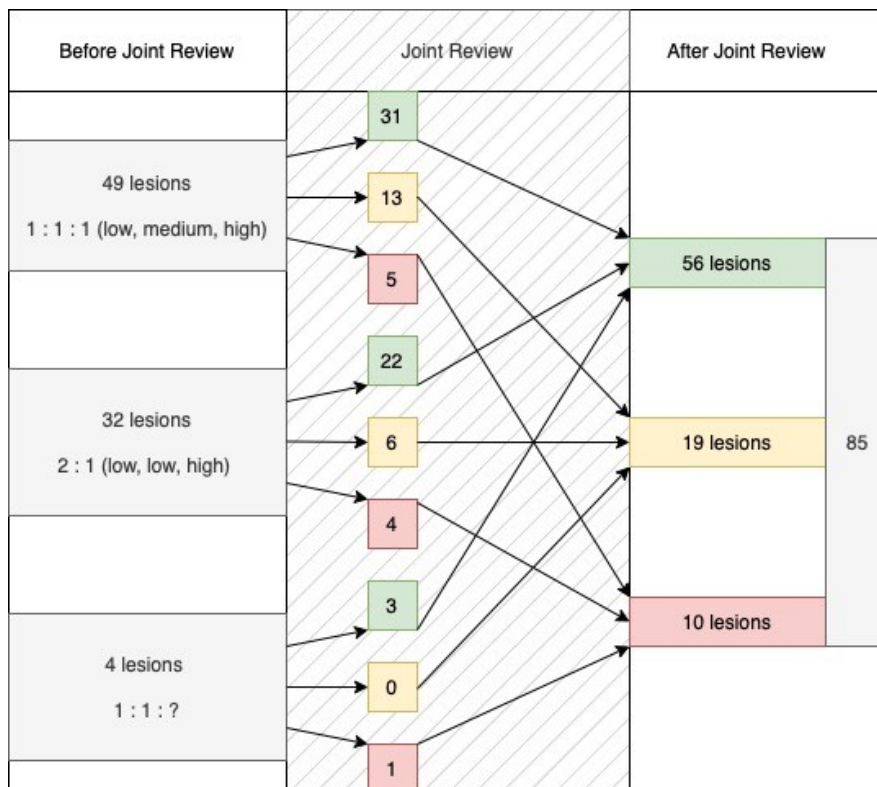 Before Joint Review
Joint Review
After Joint Review
31
49 lesions
13
1 : 1 : 1 (low, medium, high)
56 lesions
5
22
32 lesions
6
19 lesions
85
2 : 1 (low, low, high)
4
3
10 lesions
4 lesions
0
1 : 1 : ?
1